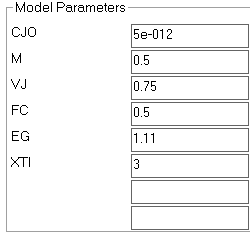 Model Parameters
CJO 5e-012
M 0.5
VJ 0.75
FC 0.5
EG 1.11
XTI 3